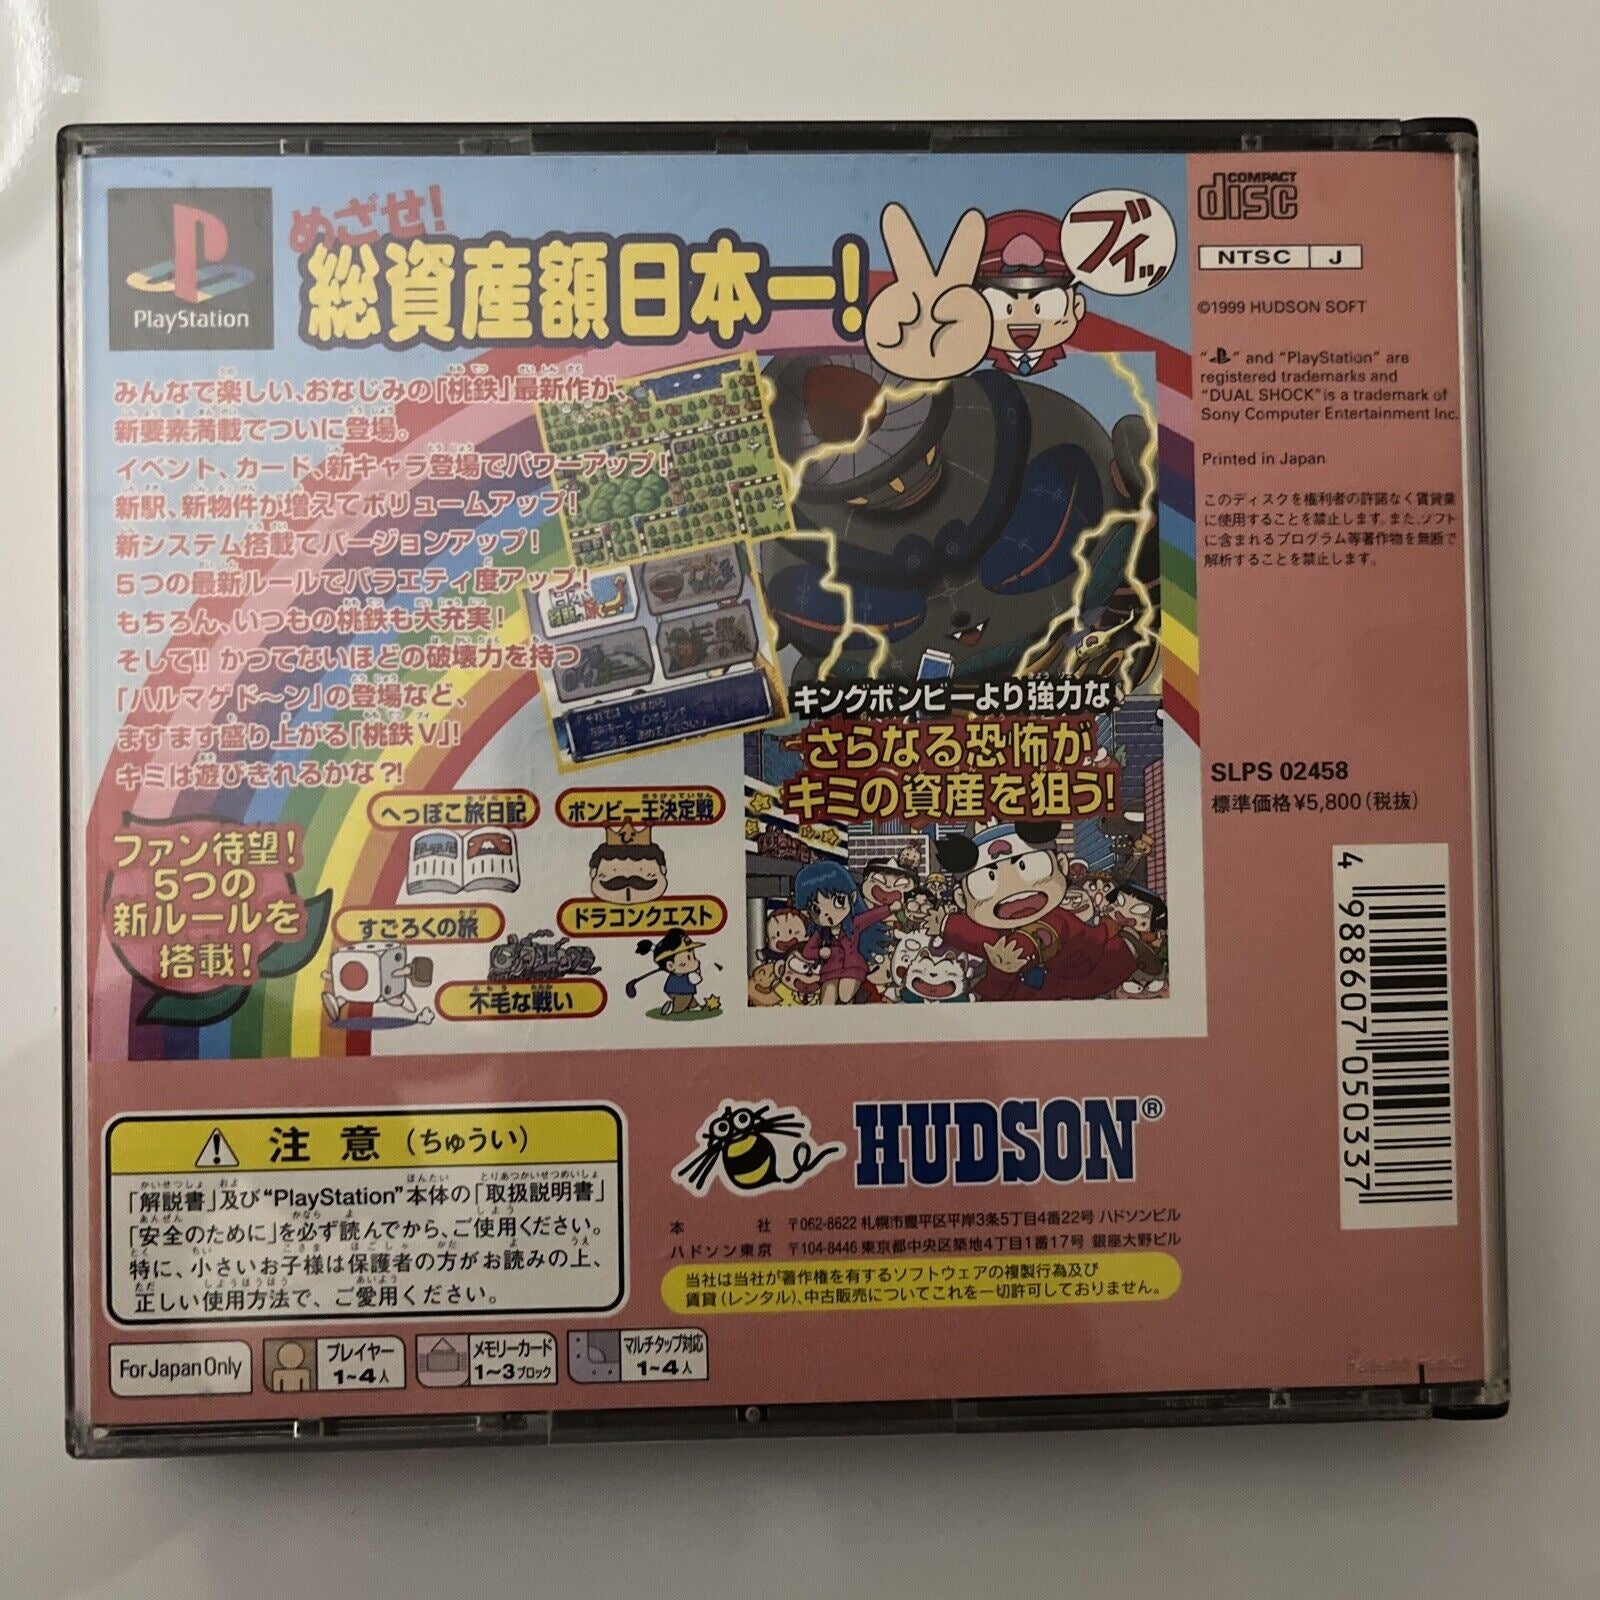 PlayStation
めざせ!
総資産額日本一!
ブイッ
みんなで楽しい、おなじみの「桃鉄」最新作が、
新要素満載でついに登場。
イベント、カード、新キャラ登場でパワーアップ!
新駅、新物件が増えてボリュームアップ!
新システム搭載でバージョンアップ!
5つの最新ルールでバラエティ度アップ!
もちろん、いつもの桃鉄も大充実!
そして!! かつてないほどの破壊力を持つ
「ハルマゲド〜ン」の登場など、
ますます盛り上がる「桃鉄V」!
キミは遊びきれるかな?!
キングボンビーより強力な
さらなる恐怖が
キミの資産を狙う!
ファン待望!
5つの
新ルールを
搭載!
へっぽこ旅日記
ボンビー王決定戦
すごろくの旅
ドラゴンクエスト
不毛な戦い
COMPACT
disc
NTSC J
©1999 HUDSON SOFT
" " and "PlayStation" are
registered trademarks and
"DUAL SHOCK" is a trademark of
Sony Computer Entertainment Inc.
Printed in Japan
このディスクを権利者の許諾なく賃貸業
に使用することを禁止します。また、ソフト
に含まれるプログラム等著作物を無断で
解析することを禁止します。
SLPS 02458
標準価格¥5,800(税抜)
4 988607 050337
注意(ちゅうい)
「解説書」及び"PlayStation"本体の「取扱説明書」
「安全のために」を必ず読んでから、ご使用ください。
特に、小さいお子様は保護者の方がお読みの上、
正しい使用方法で、ご愛用ください。
HUDSON®
本社 〒062-8622 札幌市豊平区平岸3条5丁目4番22号 ハドソンビル
ハドソン東京 〒104-8446 東京都中央区築地4丁目1番17号 銀座大野ビル
当社は当社が著作権を有するソフトウェアの複製行為及び
賃貸(レンタル)、中古販売についてこれを一切許可しておりません。
For Japan Only
プレイヤー
1〜4人
メモリーカード
1〜3ブロック
マルチタップ対応
1〜4人